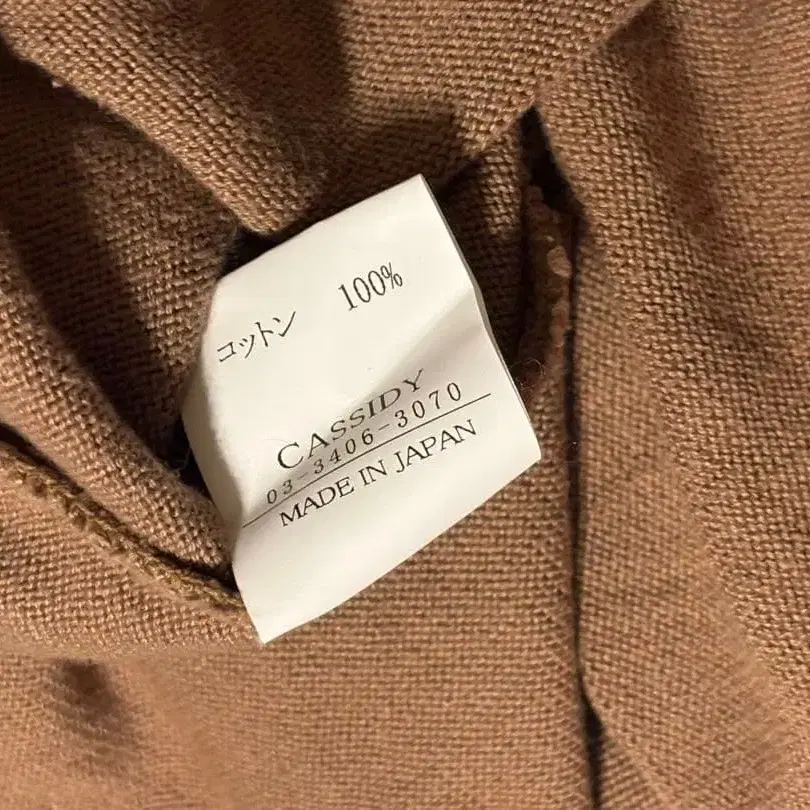 コットン 100%
CASSIDY
03-3406-3070
MADE IN JAPAN